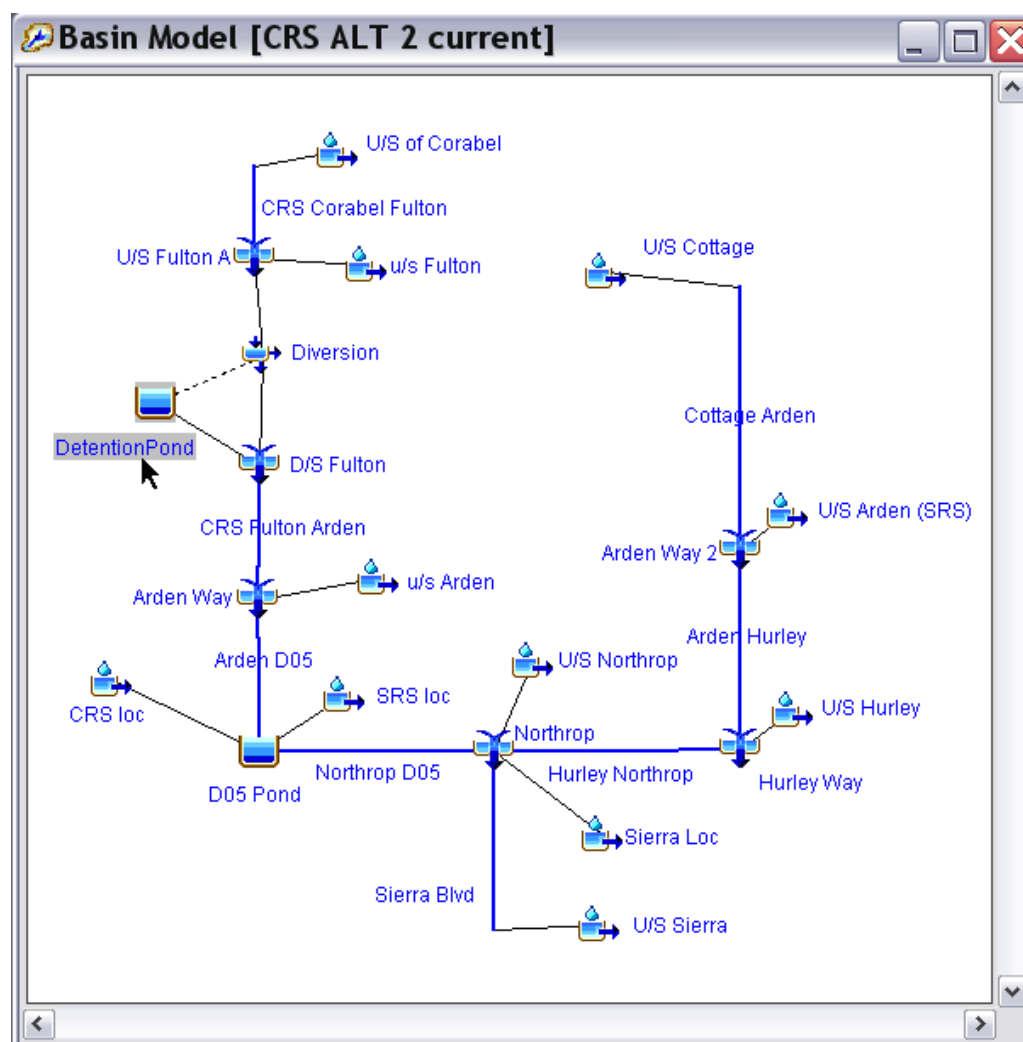 Basin Model [CRS ALT 2 current]
U/S of Corabel
CRS Corabel Fulton
U/S Fulton A
u/s Fulton
U/S Cottage
Diversion
Cottage Arden
DetentionPond
D/S Fulton
U/S Arden (SRS)
CRS Fulton Arden
Arden Way 2
u/s Arden
Arden Way
Arden Hurley
Arden D05
U/S Northrop
SRS loc
CRS loc
U/S Hurley
Northrop
Northrop D05
Hurley Northrop
Hurley Way
D05 Pond
Sierra Loc
Sierra Blvd
U/S Sierra